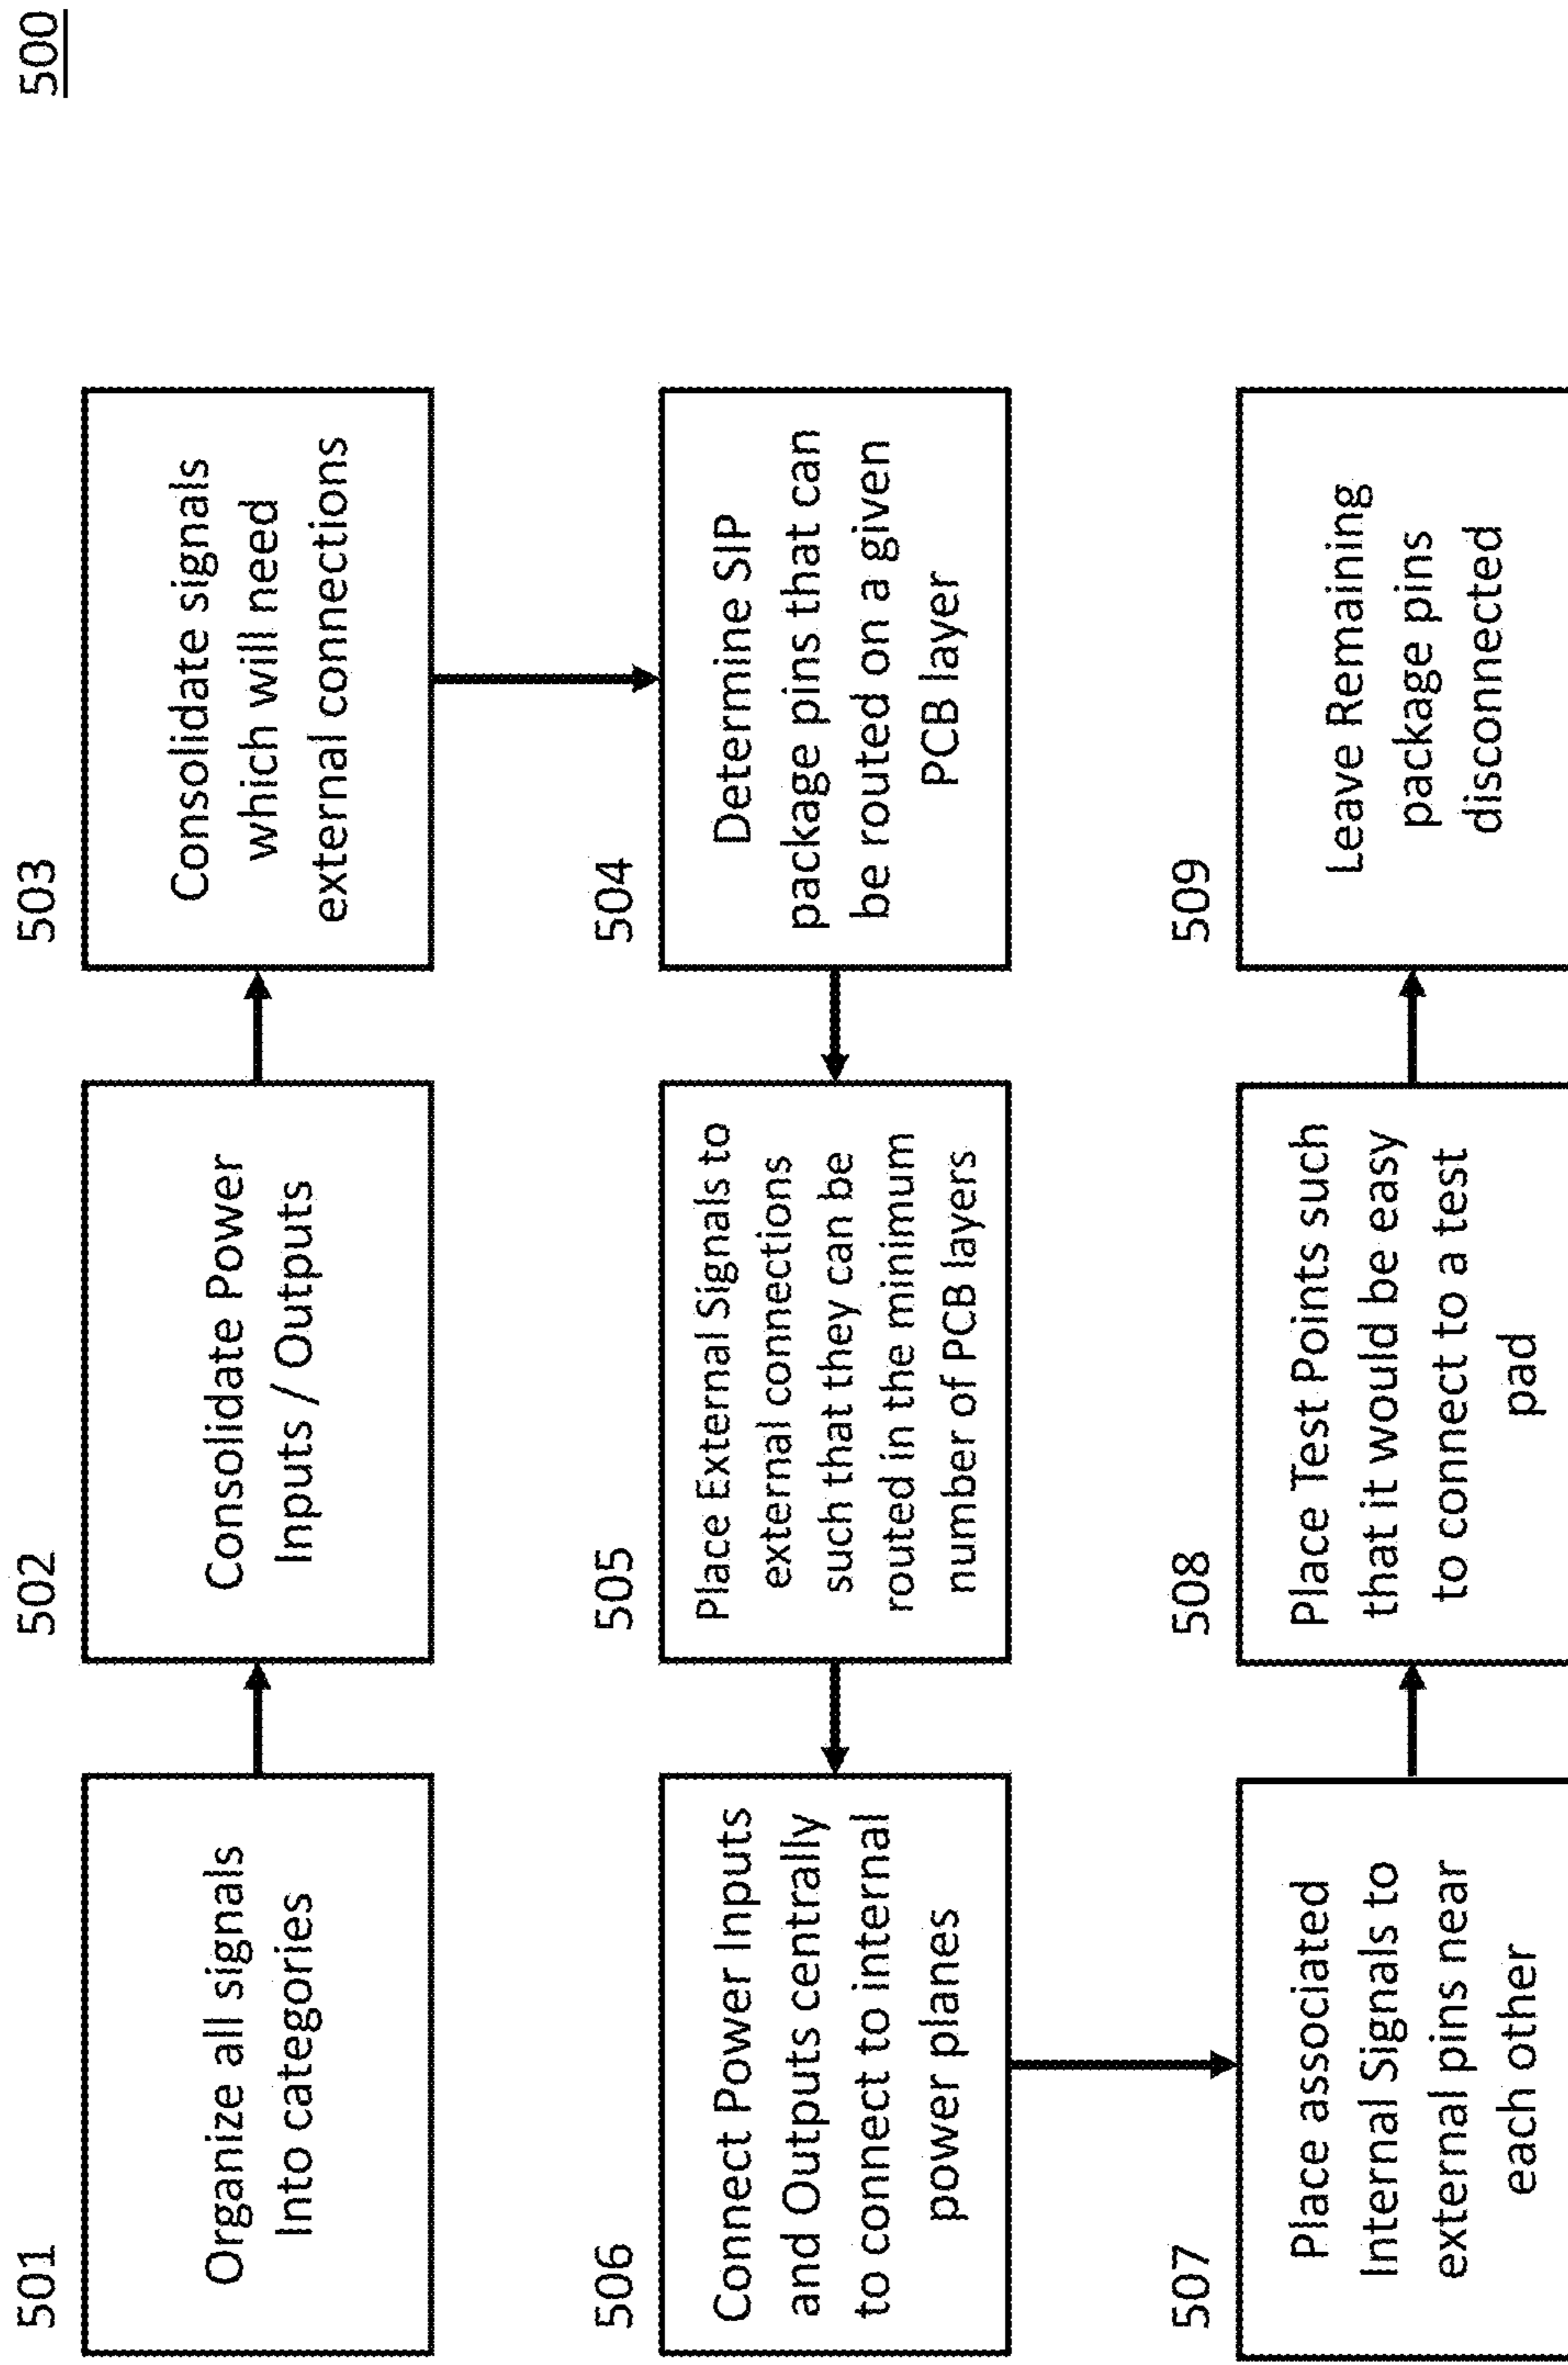 500
501
Organize all signals
Into categories
502
Consolidate Power
Inputs / Outputs
503
Consolidate signals
which will need
external connections
504
Determine SIP
package pins that can
be routed on a given
PCB layer
505
Place External Signals to
external connections
such that they can be
routed in the minimum
number of PCB layers
506
Connect Power Inputs
and Outputs centrally
to connect to internal
power planes
507
Place associated
Internal Signals to
external pins near
each other
508
Place Test Points such
that it would be easy
to connect to a test
pad
509
Leave Remaining
package pins
disconnected